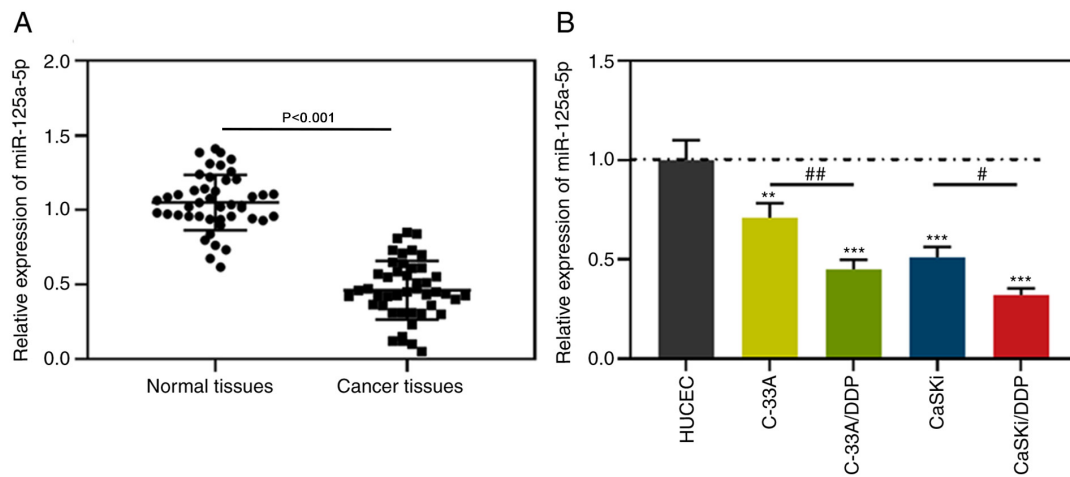 A
Relative expression of miR-125a-5p
2.0
1.5
1.0
0.5
0.0
P<0.001
Normal tissues
Cancer tissues
B
Relative expression of miR-125a-5p
1.5
1.0
0.5
0.0
##
#
**
***
***
***
HUCEC
C-33A
C-33A/DDP
CaSKi
CaSKi/DDP